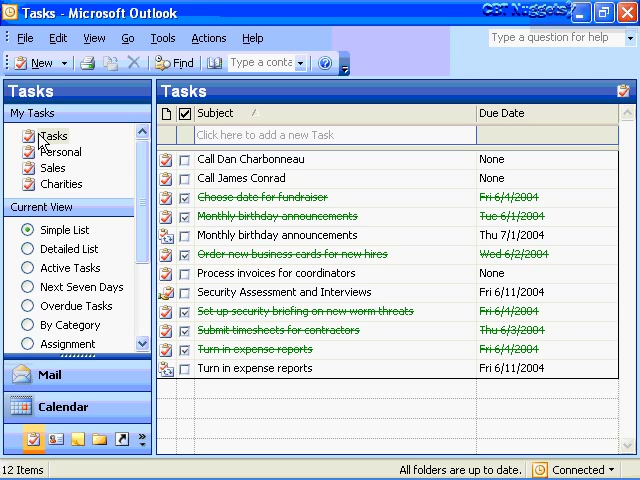 Tasks - Microsoft Outlook
CBT Nuggets
File Edit View Go Tools Actions Help
Type a question for help
New Find Type a conta
Tasks
My Tasks
Tasks
Personal
Sales
Charities
Current View
Simple List
Detailed List
Active Tasks
Next Seven Days
Overdue Tasks
By Category
Assignment
Mail
Calendar
Tasks
Subject Due Date
Click here to add a new Task
Call Dan Charbonneau None
Call James Conrad None
Choose date for fundraiser Fri 6/4/2004
Monthly birthday announcements Tue 6/1/2004
Monthly birthday announcements Thu 7/1/2004
Order new business cards for new hires Wed 6/2/2004
Process invoices for coordinators None
Security Assessment and Interviews Fri 6/11/2004
Set up security briefing on new worm threats Fri 6/4/2004
Submit timesheets for contractors Thu 6/3/2004
Turn in expense reports Fri 6/4/2004
Turn in expense reports Fri 6/11/2004
12 Items
All folders are up to date. Connected